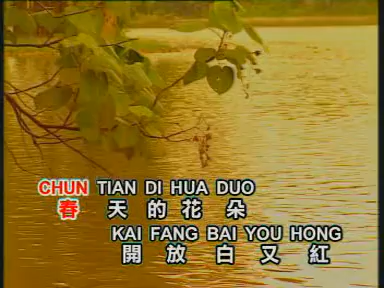 CHUN TIAN DI HUA DUO
春 天 的 花 朵
KAI FANG BAI YOU HONG
開 放 白 又 紅